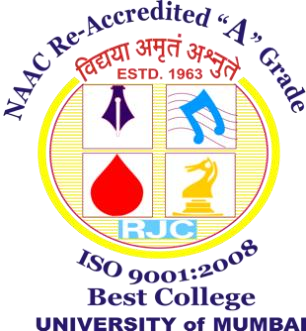 NAAC Re-Accredited “A” Grade
विद्यया अमृतं अश्नुते
ESTD. 1963
RJC
ISO 9001:2008
Best College
UNIVERSITY of MUMBAI